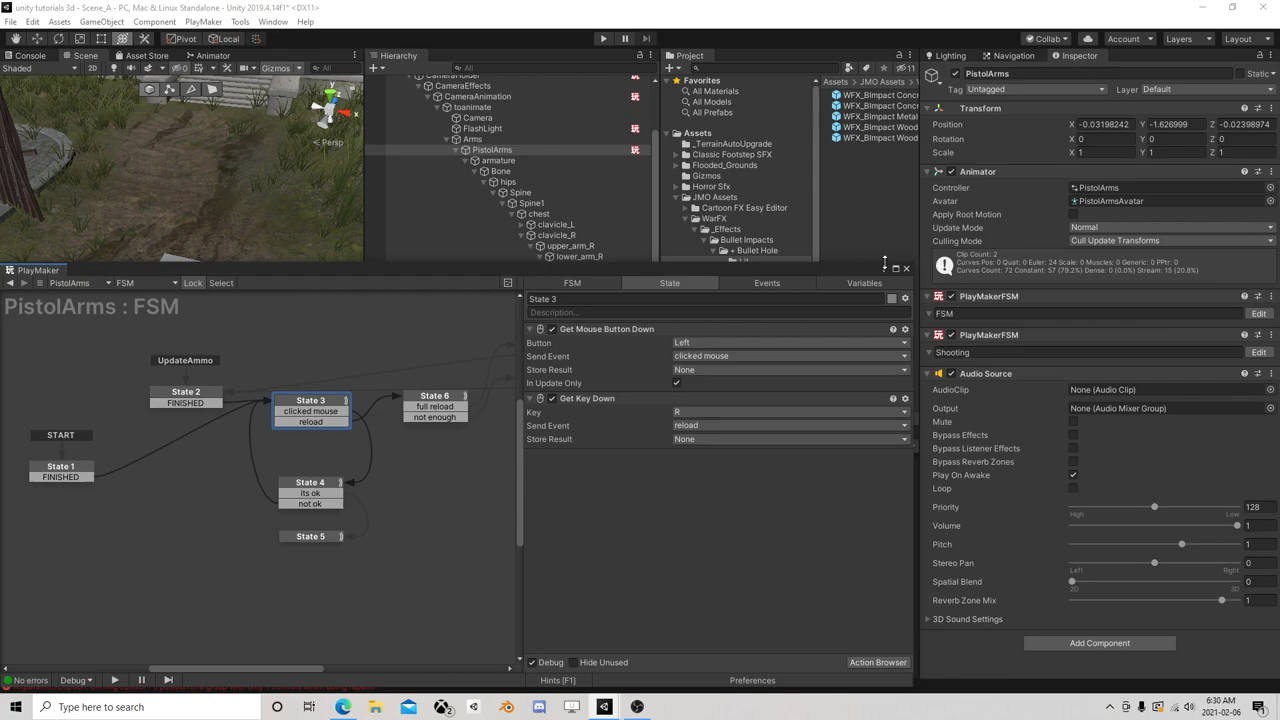 unity tutorials 3d - Scene_A - PC, Mac & Linux Standalone - Unity 2019.4.14f1* <DX11>
File Edit Assets GameObject Component PlayMaker Tools Window Help
Pivot Local Collab Account Layers Layout
Console Scene Asset Store Animator
Shaded 2D 0 Gizmos All
Persp
y
x
Hierarchy
All
CameraHolder
CameraEffects
CameraAnimation
toanimate
Camera
FlashLight
Arms
PistolArms
armature
Bone
hips
Spine
Spine1
chest
clavicle_L
clavicle_R
upper_arm_R
lower_arm_R
Project
11
Favorites
All Materials
All Models
All Prefabs
Assets
_TerrainAutoUpgrade
Classic Footstep SFX
Flooded_Grounds
Gizmos
Horror Sfx
JMO Assets
Cartoon FX Easy Editor
WarFX
_Effects
Bullet Impacts
+ Bullet Hole
Lit
Assets JMO Assets
WFX_BImpact Concr
WFX_BImpact Concr
WFX_BImpact Metal
WFX_BImpact Wood
WFX_BImpact Wood
Lighting Navigation Inspector
PistolArms Static
Tag Untagged Layer Default
Transform
Position X -0.03198242 Y -1.626999 Z -0.02398974
Rotation X 0 Y 0 Z 0
Scale X 1 Y 1 Z 1
Animator
Controller PistolArms
Avatar PistolArmsAvatar
Apply Root Motion
Update Mode Normal
Culling Mode Cull Update Transforms
Clip Count: 2
Curves Pos: 0 Quat: 0 Euler: 24 Scale: 0 Muscles: 0 Generic: 0 PPtr: 0
Curves Count: 72 Constant: 57 (79.2%) Dense: 0 (0.0%) Stream: 15 (20.8%)
PlayMakerFSM
FSM Edit
PlayMakerFSM
Shooting Edit
Audio Source
AudioClip None (Audio Clip)
Output None (Audio Mixer Group)
Mute
Bypass Effects
Bypass Listener Effects
Bypass Reverb Zones
Play On Awake
Loop
Priority 128
High Low
Volume 1
Pitch 1
Stereo Pan 0
Left Right
Spatial Blend 0
2D 3D
Reverb Zone Mix 1
3D Sound Settings
Add Component
PlayMaker
PistolArms FSM Lock Select
PistolArms : FSM
UpdateAmmo
State 2
FINISHED
State 3
clicked mouse
reload
State 6
full reload
not enough
START
State 1
FINISHED
State 4
its ok
not ok
State 5
FSM State Events Variables
State 3
Description...
Get Mouse Button Down
Button Left
Send Event clicked mouse
Store Result None
In Update Only
Get Key Down
Key R
Send Event reload
Store Result None
Debug Hide Unused Action Browser
No errors Debug Hints [F1] Preferences
Type here to search
6:30 AM
2021-02-06